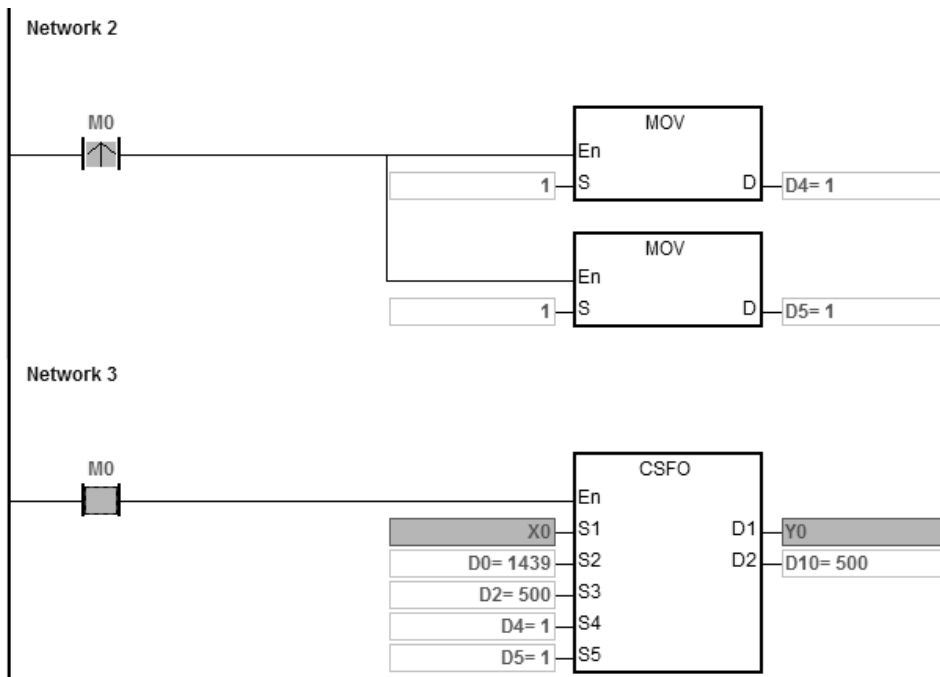 Network 2
M0
MOV
En
1 S D D4= 1
MOV
En
1 S D D5= 1
Network 3
M0
CSFO
En
X0 S1 D1 Y0
D0= 1439 S2 D2 D10= 500
D2= 500 S3
D4= 1 S4
D5= 1 S5